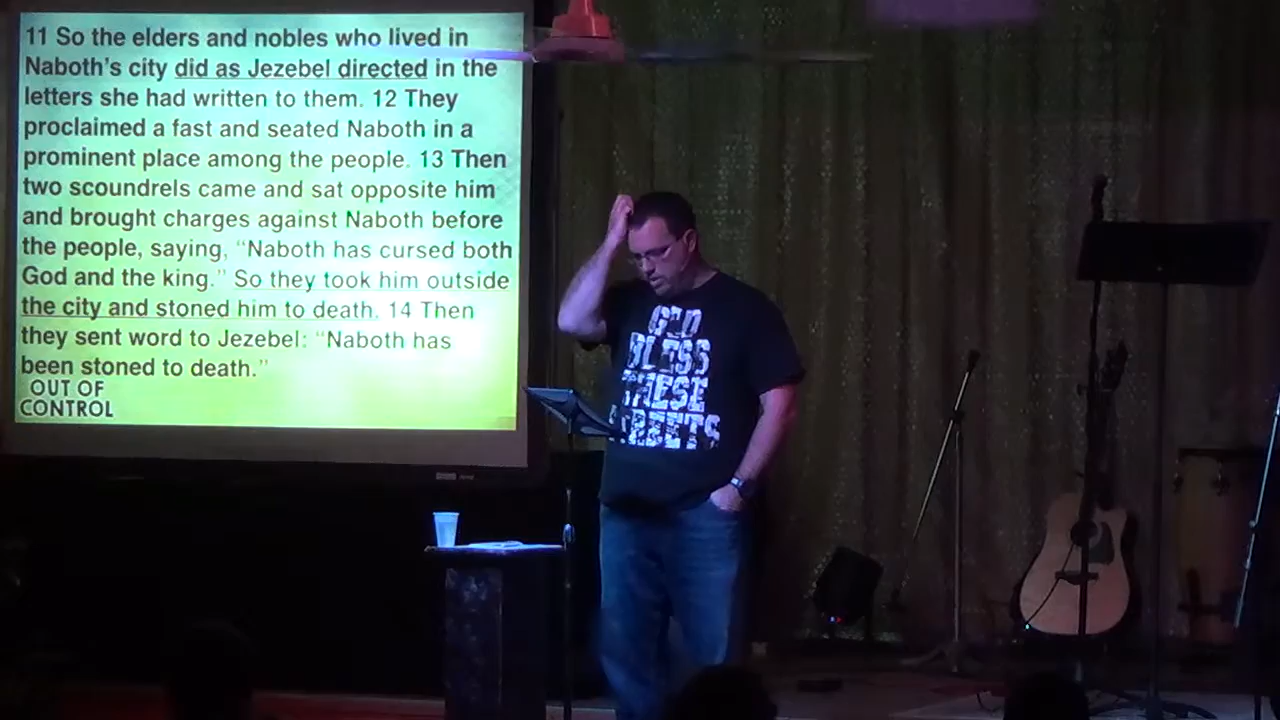 11 So the elders and nobles who lived in
Naboth's city did as Jezebel directed in the
letters she had written to them. 12 They
proclaimed a fast and seated Naboth in a
prominent place among the people. 13 Then
two scoundrels came and sat opposite him
and brought charges against Naboth before
the people, saying, “Naboth has cursed both
God and the king.” So they took him outside
the city and stoned him to death. 14 Then
they sent word to Jezebel: “Naboth has
been stoned to death.”
OUT OF
CONTROL
GOD
BLESS
THESE
STREETS